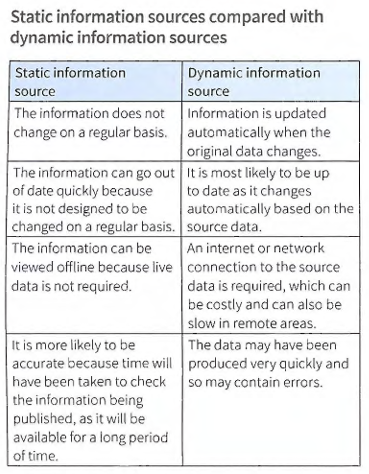 Static information sources compared with
dynamic information sources
Static information
source
Dynamic information
source
The information does not
change on a regular basis.
Information is updated
automatically when the
original data changes.
The information can go out
of date quickly because
it is not designed to be
changed on a regular basis.
It is most likely to be up
to date as it changes
automatically based on the
source data.
The information can be
viewed offline because live
data is not required.
An internet or network
connection to the source
data is required, which can
be costly and can also be
slow in remote areas.
It is more likely to be
accurate because time will
have been taken to check
the information being
published, as it will be
available for a long period
of time.
The data may have been
produced very quickly and
so may contain errors.